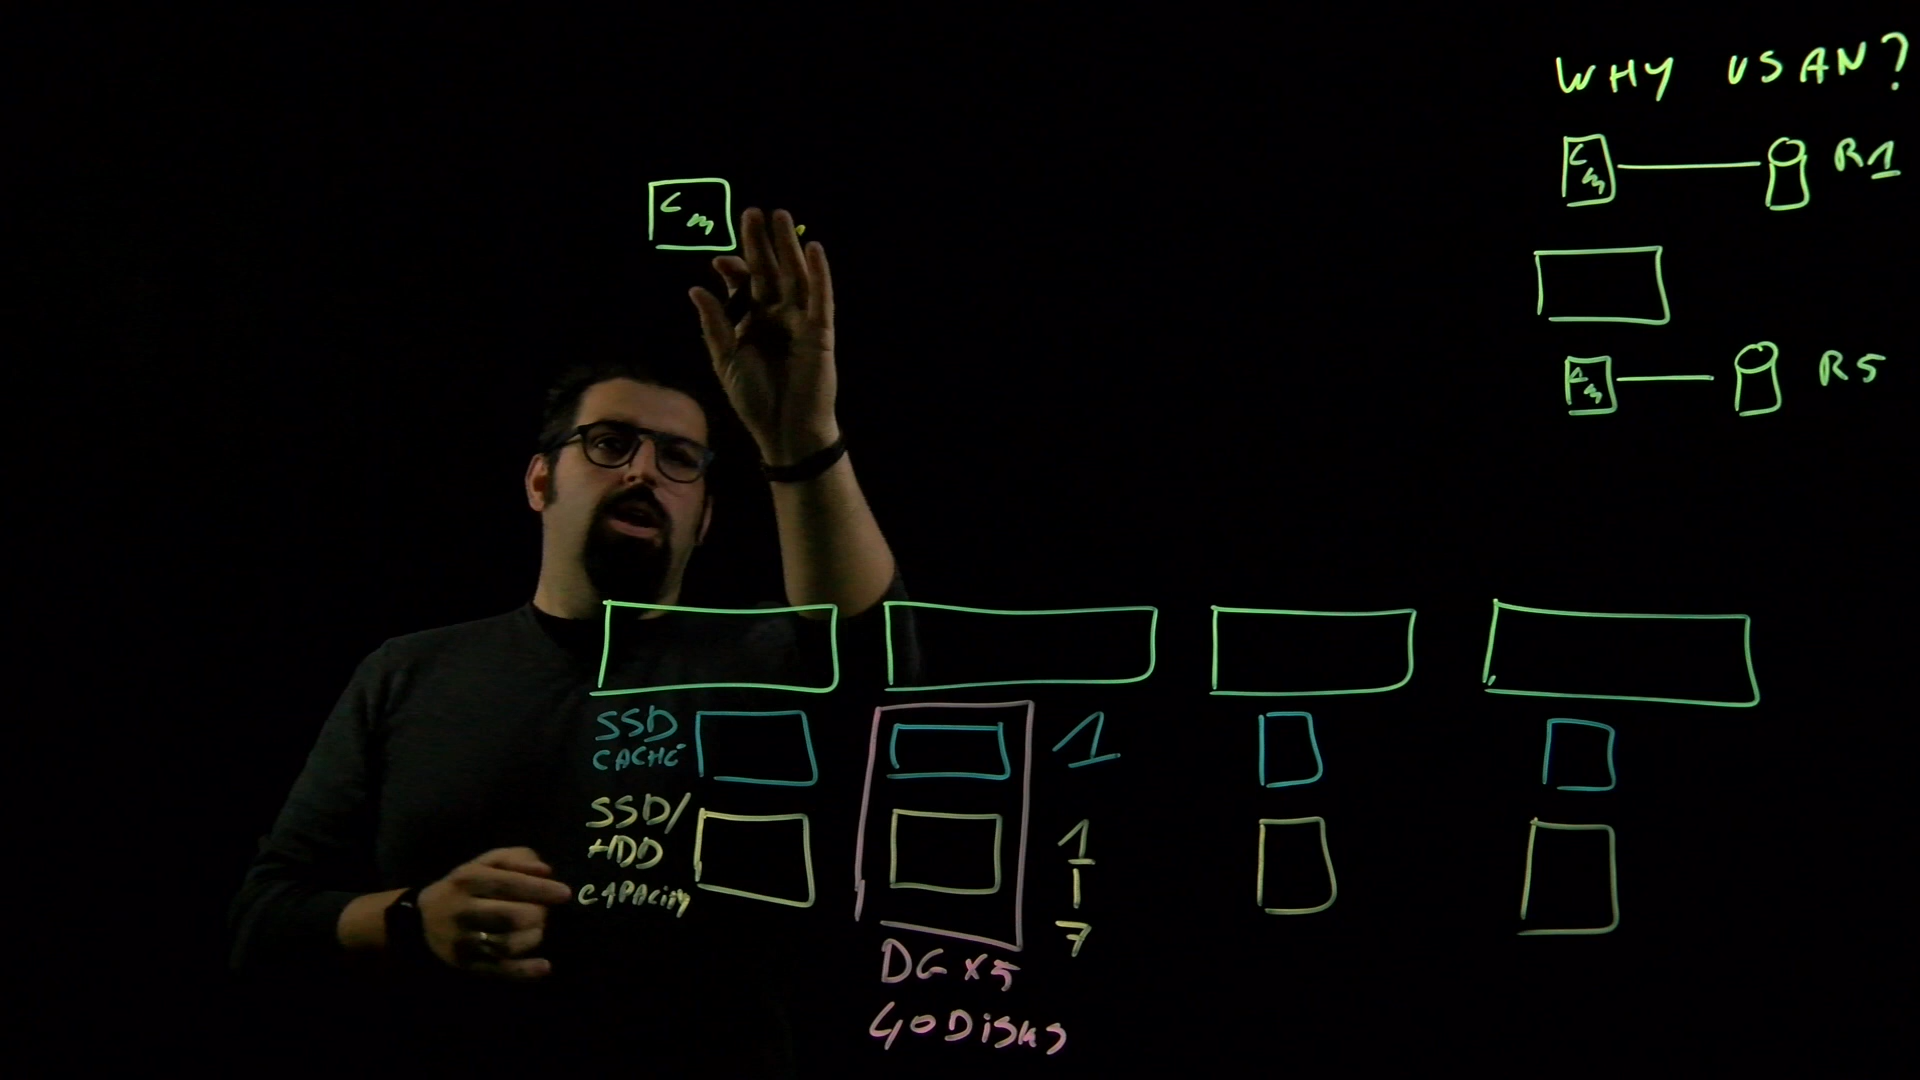 WHY VSAN?
R1
R5
SSD
CACHE
1
SSD/
HDD
CAPACITY
1
7
DG x5
40 DISKS